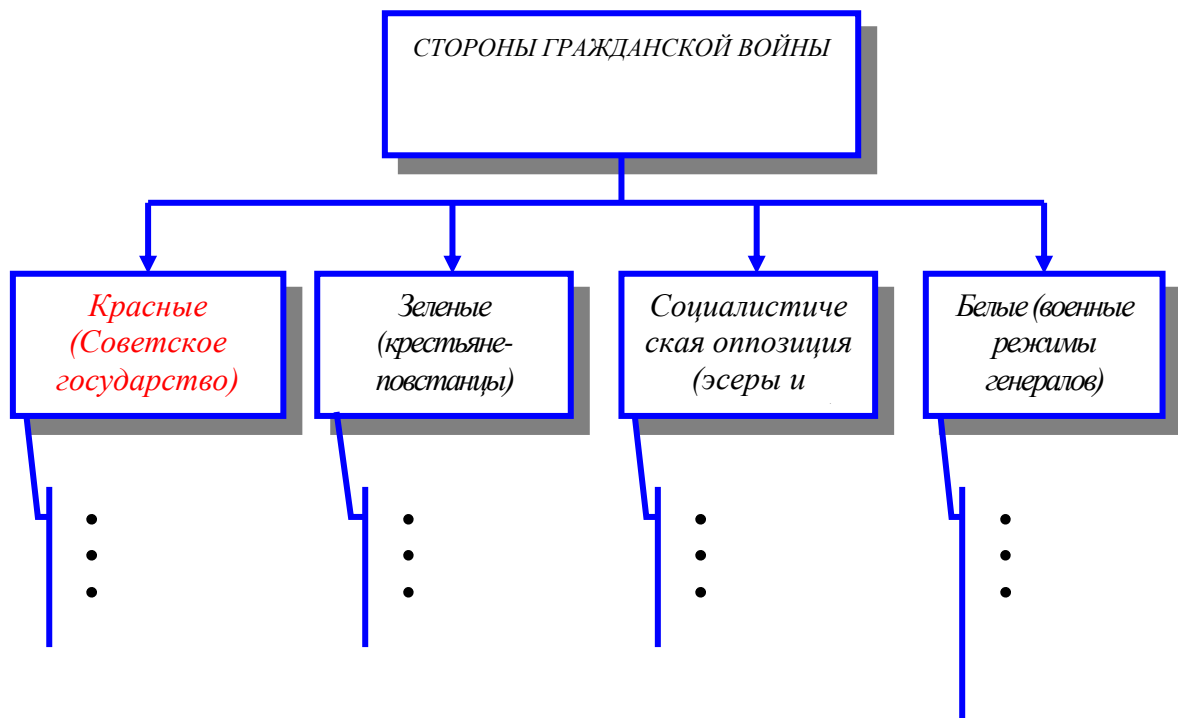 СТОРОНЫ ГРАЖДАНСКОЙ ВОЙНЫ
Красные
(Советское
государство)
Зеленые
(крестьяне-
повстанцы)
Социалистиче
ская оппозиция
(эсеры и
Белые (военные
режимы
генералов)